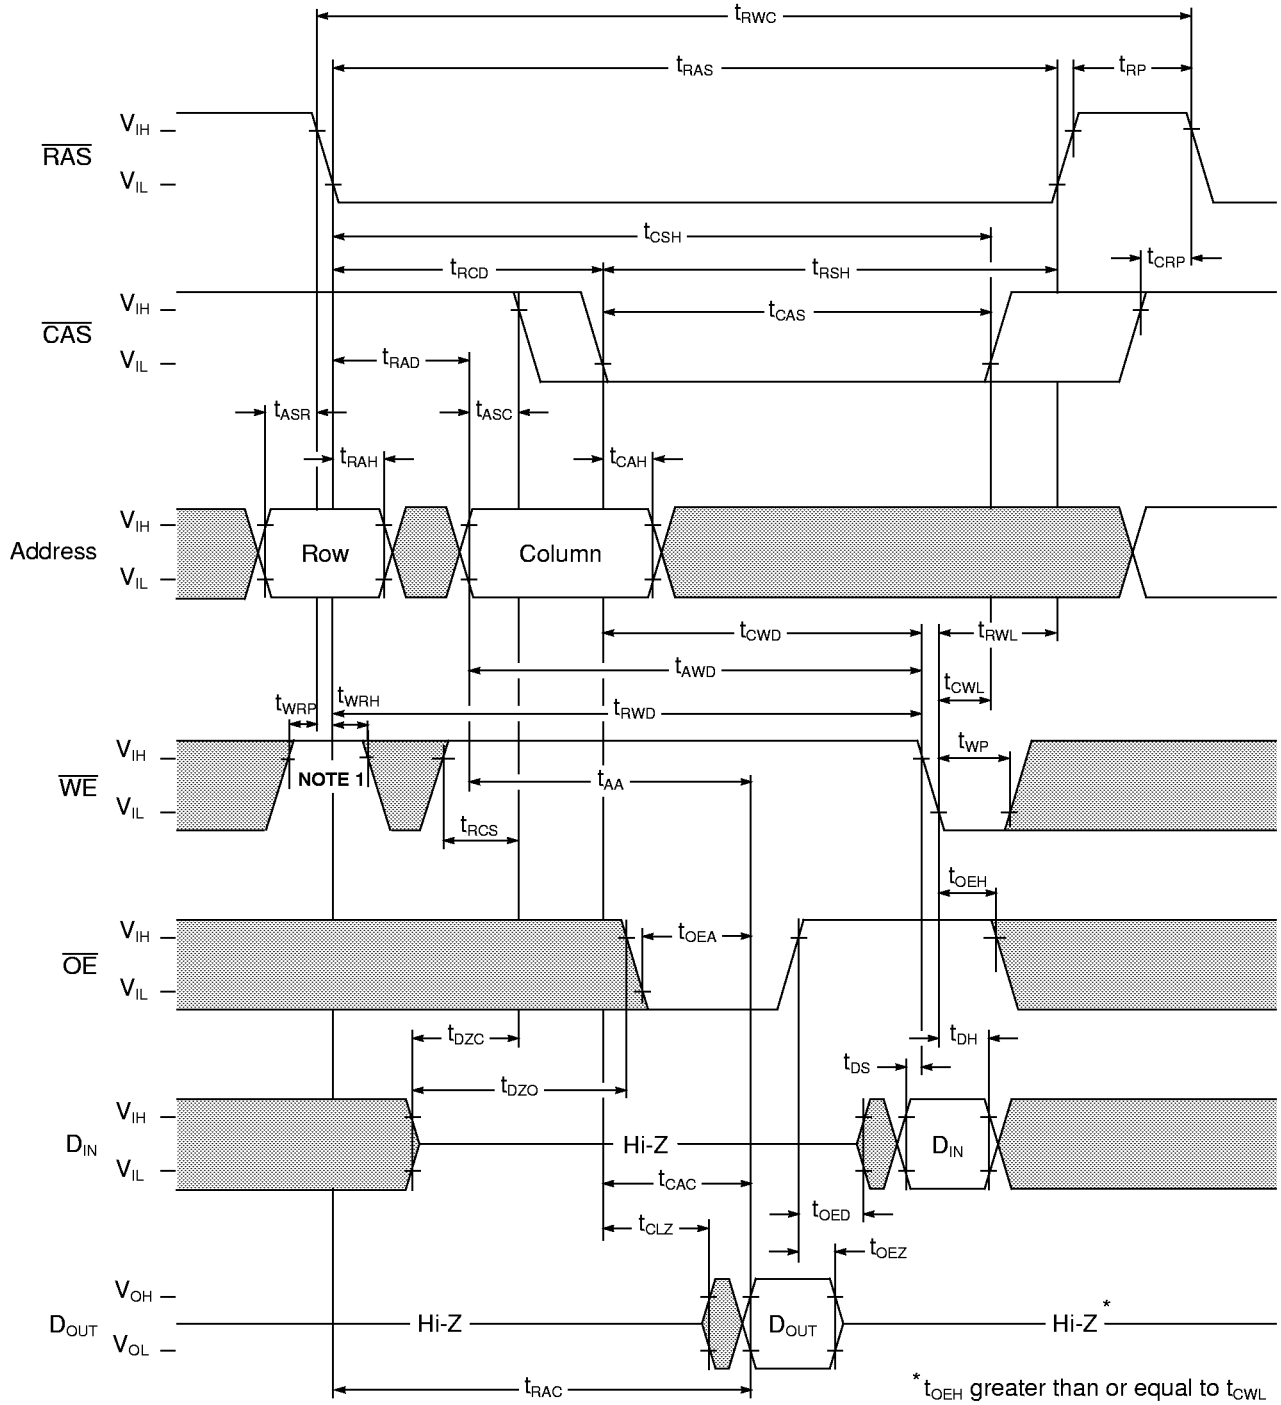 tRWC
tRAS
tRP
VIH
RAS
VIL
tCSH
tRCD
tRSH
tCRP
VIH
CAS
tCAS
VIL
tRAD
tASR
tASC
tRAH
tCAH
VIH
Address
Row
Column
VIL
tCWD
tRWL
tAWD
tWRP
tWRH
tCWL
tRWD
VIH
NOTE 1
tWP
WE
tAA
VIL
tRCS
tOEH
VIH
tOEA
OE
VIL
tDZC
tDH
tDS
tDZO
VIH
DIN
Hi-Z
DIN
VIL
tCAC
tOED
tCLZ
tOEZ
VOH
DOUT
Hi-Z
DOUT
Hi-Z *
VOL
tRAC
* tOEH greater than or equal to tCWL